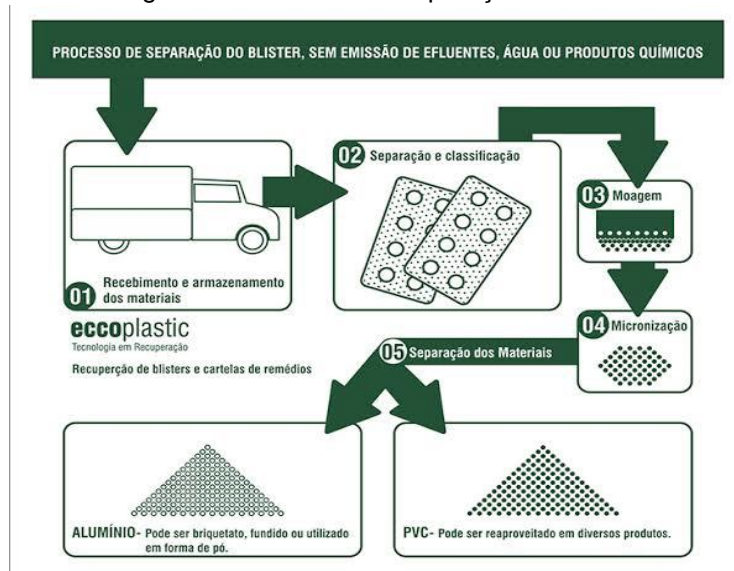 PROCESSO DE SEPARAÇÃO DO BLISTER, SEM EMISSÃO DE EFLUENTES, ÁGUA OU PRODUTOS QUÍMICOS
01 Recebimento e armazenamento
dos materiais
02 Separação e classificação
03 Moagem
04 Micronização
eccoplastic
Tecnologia em Recuperação
Recuperção de blisters e cartelas de remédios
05 Separação dos Materiais
ALUMÍNIO- Pode ser briquetato, fundido ou utilizado
em forma de pó.
PVC- Pode ser reaproveitado em diversos produtos.